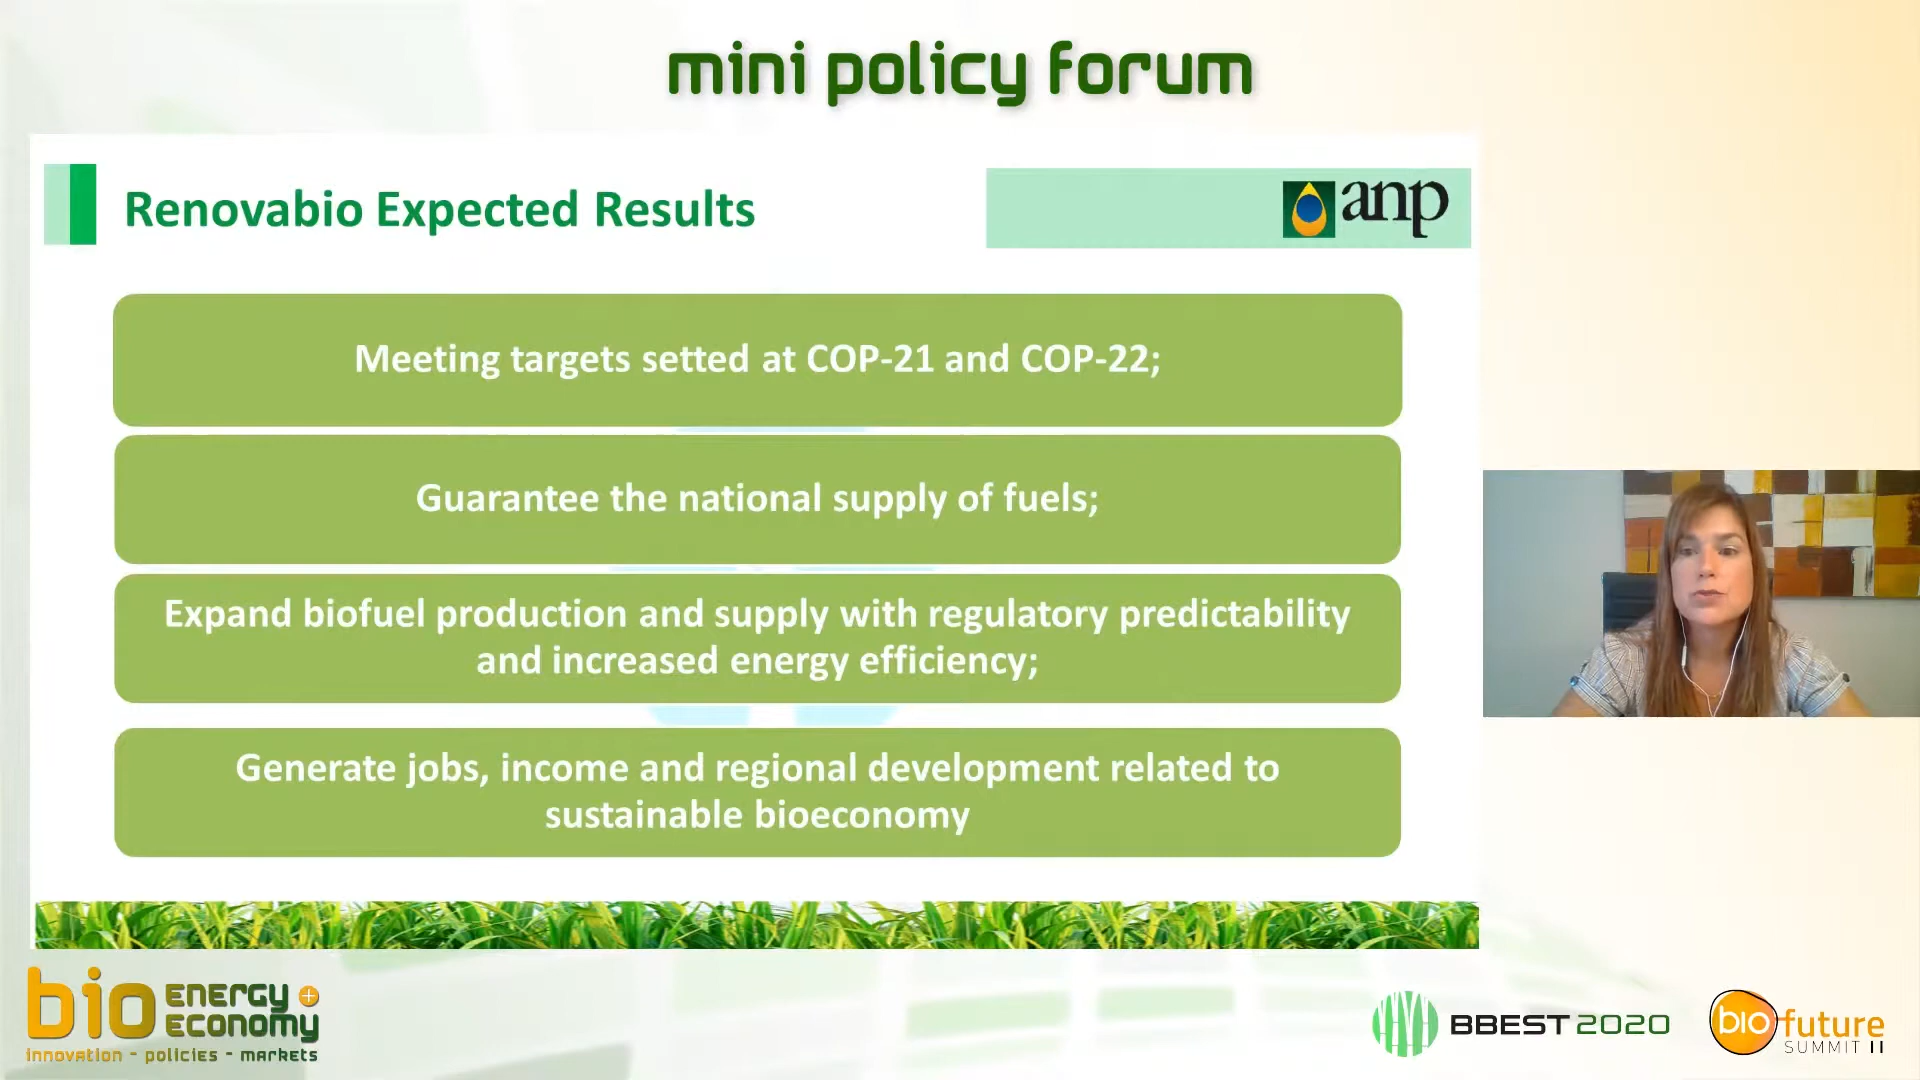 mini policy forum
Renovabio Expected Results
anp
Meeting targets setted at COP-21 and COP-22;
Guarantee the national supply of fuels;
Expand biofuel production and supply with regulatory predictability
and increased energy efficiency;
Generate jobs, income and regional development related to
sustainable bioeconomy
bio ENERGY +
ECONOMY
innovation - policies - markets
BBEST 2020
biofuture
SUMMIT II